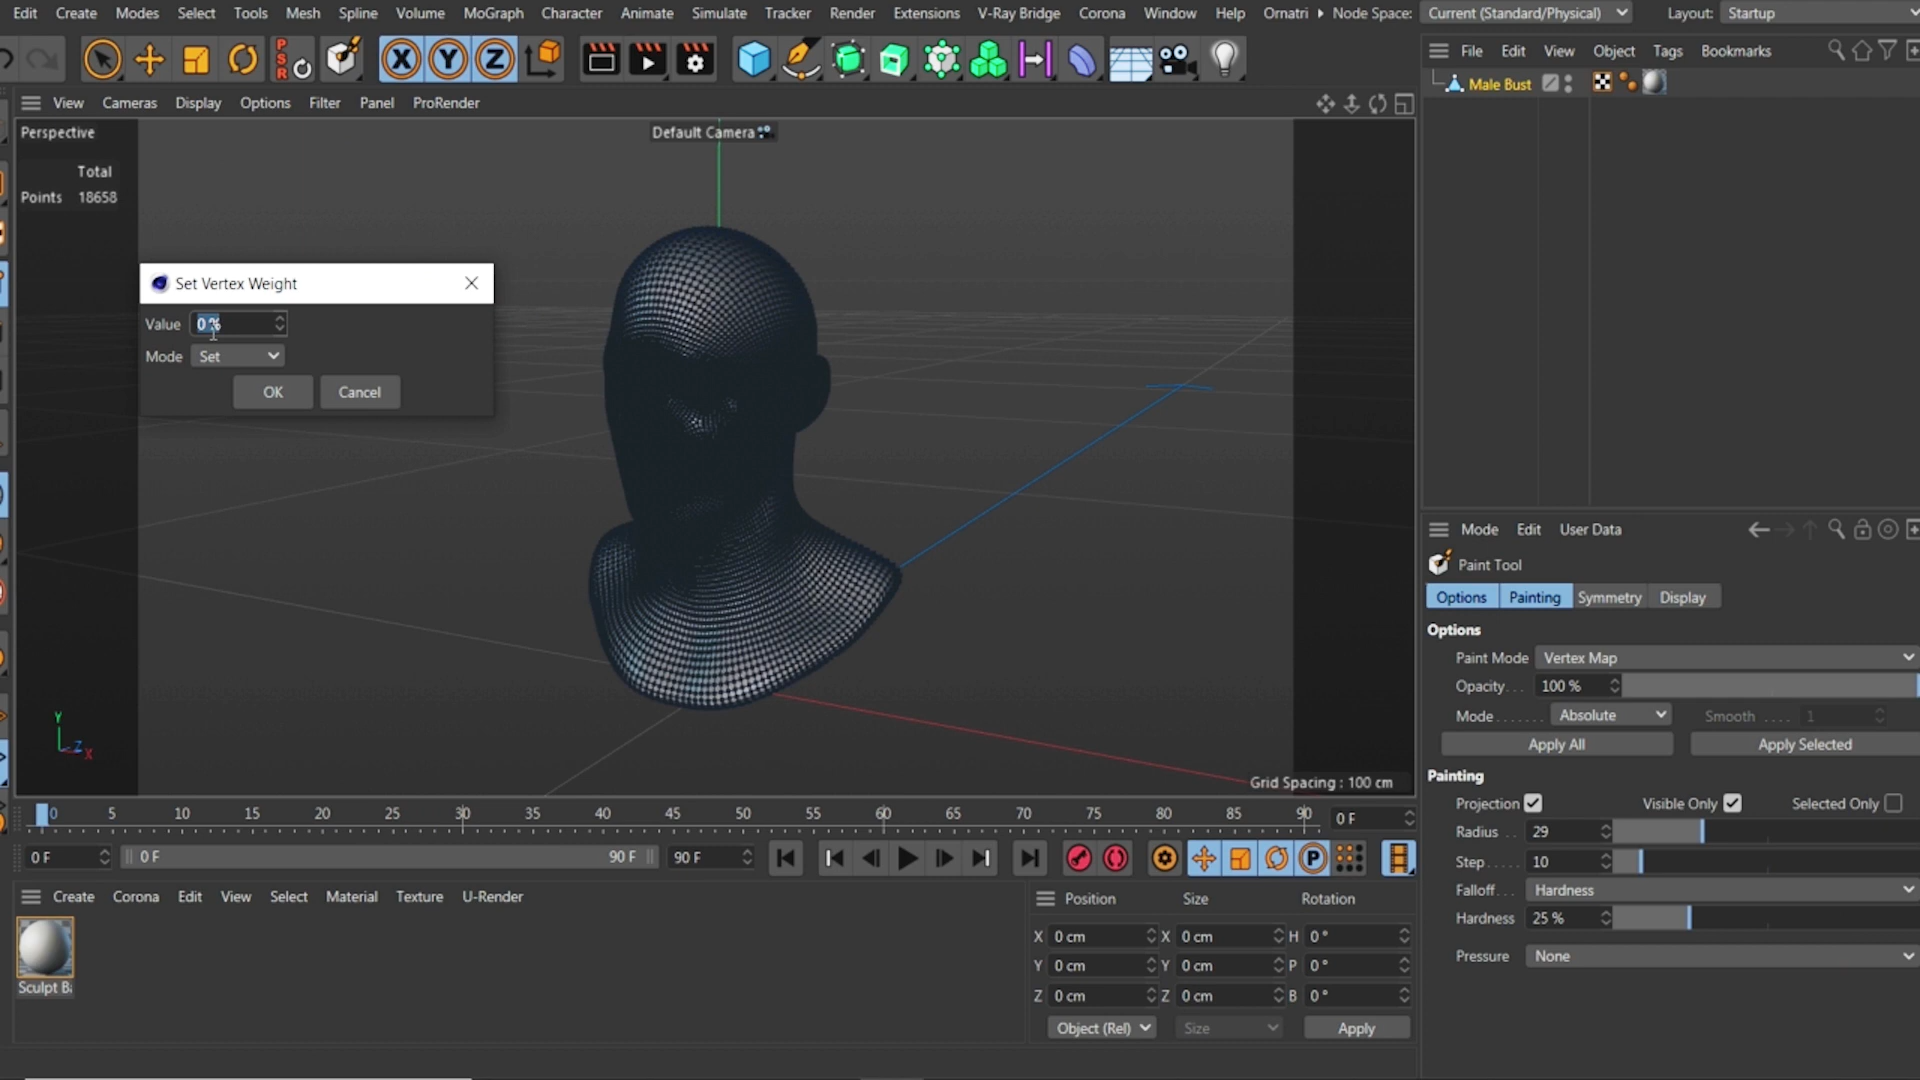 Edit Create Modes Select Tools Mesh Spline Volume MoGraph Character Animate Simulate Tracker Render Extensions V-Ray Bridge Corona Window Help Ornatri Node Space: Current (Standard/Physical) Layout: Startup
PSR X Y Z
File Edit View Object Tags Bookmarks
Male Bust
View Cameras Display Options Filter Panel ProRender
Perspective
Default Camera
Total
Points 18658
Set Vertex Weight
Value 0 %
Mode Set
OK Cancel
Y
Z
X
Grid Spacing : 100 cm
Mode Edit User Data
Paint Tool
Options Painting Symmetry Display
Options
Paint Mode Vertex Map
Opacity. . . 100 %
Mode . . . . . . . Absolute Smooth . . . . 1
Apply All Apply Selected
Painting
Projection Visible Only Selected Only
Radius . . 29
Step . . . . . 10
Falloff. . . Hardness
Hardness 25 %
Pressure None
0 5 10 15 20 25 30 35 40 45 50 55 60 65 70 75 80 85 90 0 F
0 F 0 F 90 F 90 F P
Create Corona Edit View Select Material Texture U-Render
Sculpt Ba
Position Size Rotation
X 0 cm X 0 cm H 0 °
Y 0 cm Y 0 cm P 0 °
Z 0 cm Z 0 cm B 0 °
Object (Rel) Size Apply